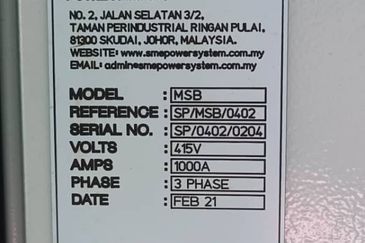 NO. 2, JALAN SELATAN 3/2,
TAMAN PERINDUSTRIAL RINGAN PULAI,
81300 SKUDAI, JOHOR, MALAYSIA.
WEBSITE: www.smepowersystem.com.my
EMAIL: admin@smepowersystem.com.my
MODEL : MSB
REFERENCE : SP/MSB/0402
SERIAL NO. : SP/0402/0204
VOLTS : 415V
AMPS : 1000A
PHASE : 3 PHASE
DATE : FEB 21